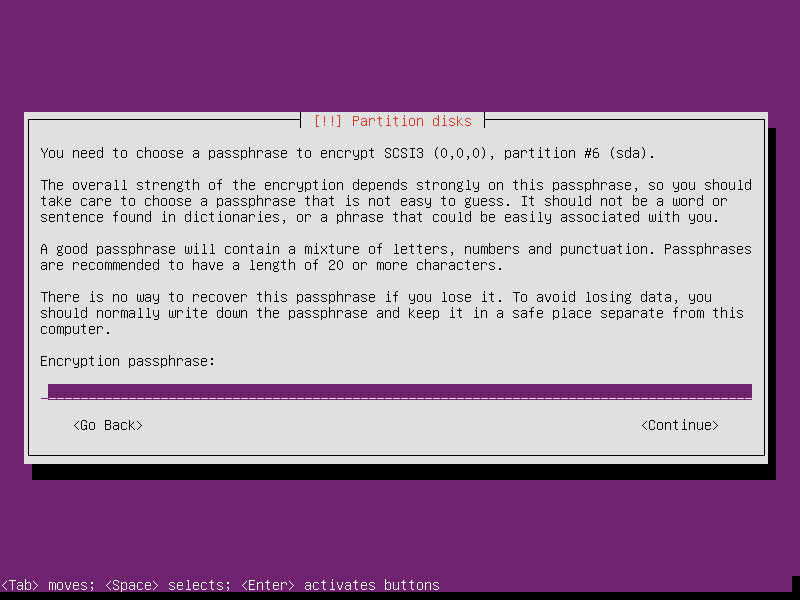 [!!] Partition disks
You need to choose a passphrase to encrypt SCSI3 (0,0,0), partition #6 (sda).
The overall strength of the encryption depends strongly on this passphrase, so you should
take care to choose a passphrase that is not easy to guess. It should not be a word or
sentence found in dictionaries, or a phrase that could be easily associated with you.
A good passphrase will contain a mixture of letters, numbers and punctuation. Passphrases
are recommended to have a length of 20 or more characters.
There is no way to recover this passphrase if you lose it. To avoid losing data, you
should normally write down the passphrase and keep it in a safe place separate from this
computer.
Encryption passphrase:
<Go Back> <Continue>
<Tab> moves; <Space> selects; <Enter> activates buttons